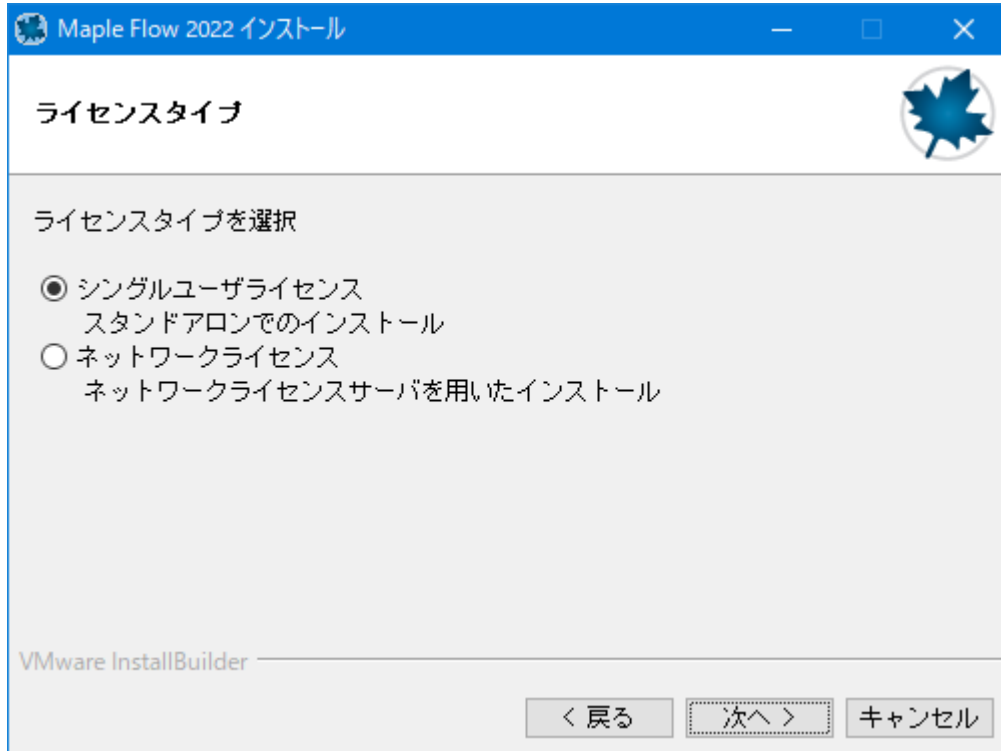 Maple Flow 2022 インストール
ライセンスタイプ
ライセンスタイプを選択
シングルユーザライセンス
スタンドアロンでのインストール
ネットワークライセンス
ネットワークライセンスサーバを用いたインストール
VMware InstallBuilder
< 戻る 次へ > キャンセル